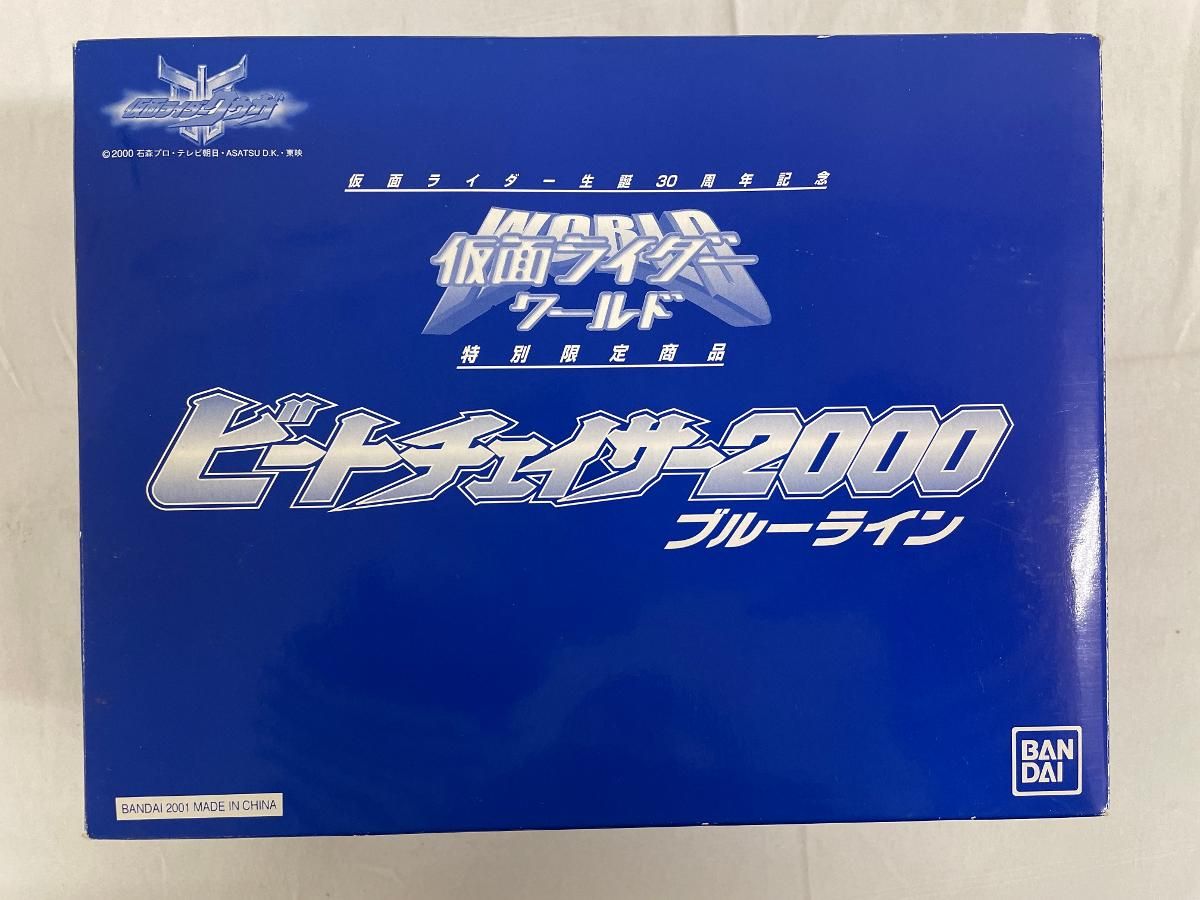 仮面ライダークウガ
©2000 石森プロ・テレビ朝日・ASATSU D.K.・東映
仮面ライダー生誕30周年記念
WORLD
仮面ライダー
ワールド
特別限定商品
ビートチェイサー2000
ブルーライン
BAN
DAI
BANDAI 2001 MADE IN CHINA